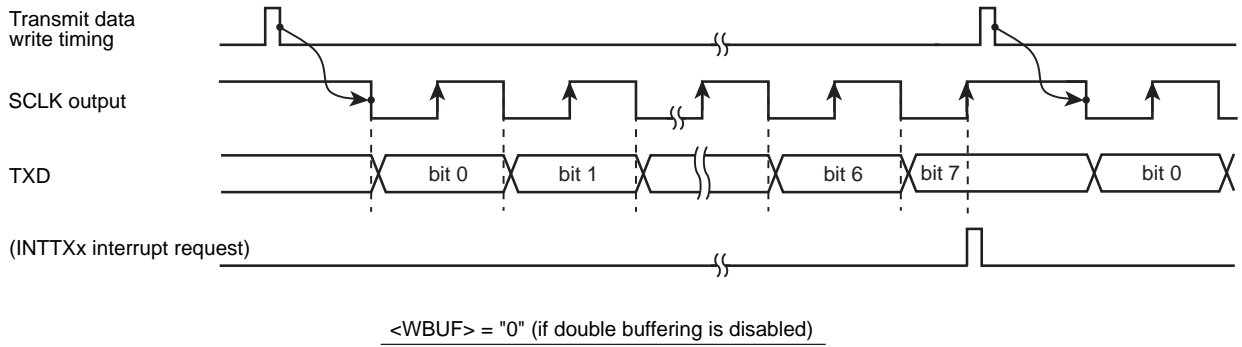 Transmit data
write timing
SCLK output
TXD
bit 0
bit 1
bit 6
bit 7
bit 0
(INTTXx interrupt request)
<WBUF> = "0" (if double buffering is disabled)